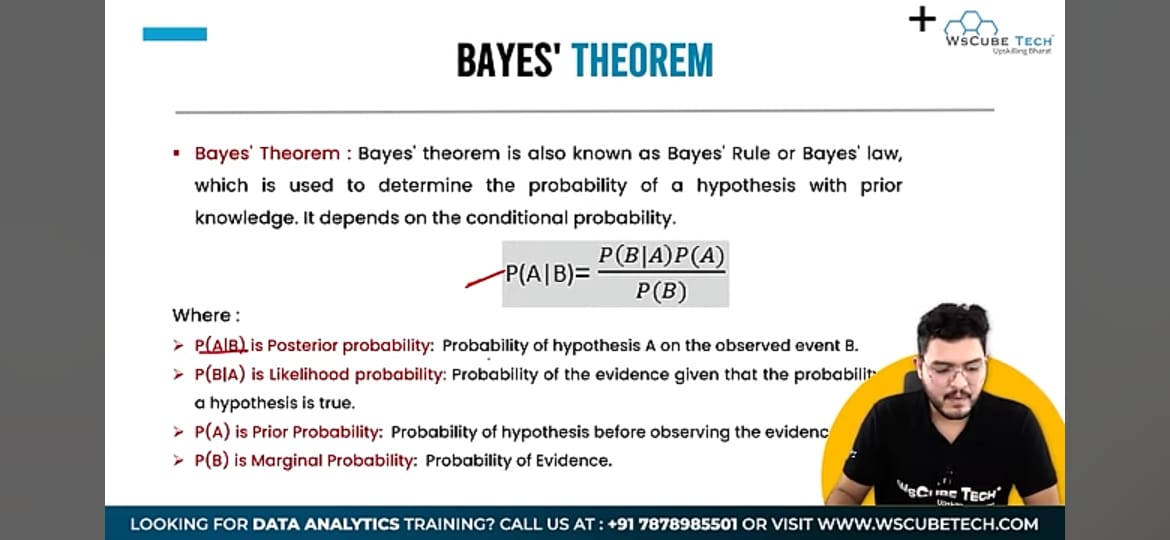 +
WsCube Tech
Upskilling Bharat
BAYES' THEOREM
▪ Bayes' Theorem : Bayes' theorem is also known as Bayes' Rule or Bayes' law,
which is used to determine the probability of a hypothesis with prior
knowledge. It depends on the conditional probability.
P(A|B)= P(B|A)P(A) / P(B)
Where :
➢ P(A|B) is Posterior probability: Probability of hypothesis A on the observed event B.
➢ P(B|A) is Likelihood probability: Probability of the evidence given that the probabilit
a hypothesis is true.
➢ P(A) is Prior Probability: Probability of hypothesis before observing the evidenc
➢ P(B) is Marginal Probability: Probability of Evidence.
WSCUBE TECH
LOOKING FOR DATA ANALYTICS TRAINING? CALL US AT : +91 7878985501 OR VISIT WWW.WSCUBETECH.COM